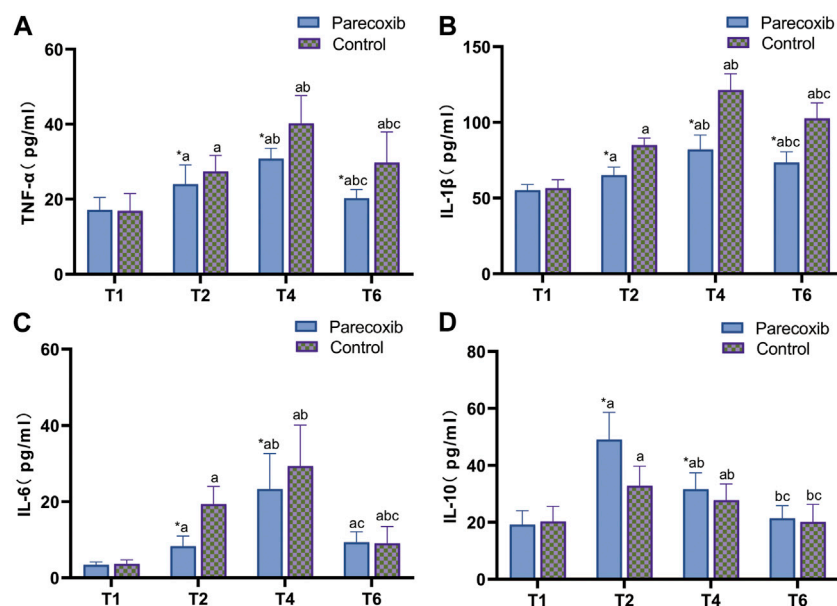 A
Parecoxib
Control
TNF-α( pg/ml)
60
40
20
0
*a
a
*ab
ab
*abc
abc
T1 T2 T4 T6
B
Parecoxib
Control
IL-1β( pg/ml)
150
100
50
0
*a
a
*ab
ab
*abc
abc
T1 T2 T4 T6
C
Parecoxib
Control
IL-6( pg/ml)
60
40
20
0
*a
a
*ab
ab
ac
abc
T1 T2 T4 T6
D
Parecoxib
Control
IL-10( pg/ml)
80
60
40
20
0
*a
a
*ab
ab
bc
bc
T1 T2 T4 T6